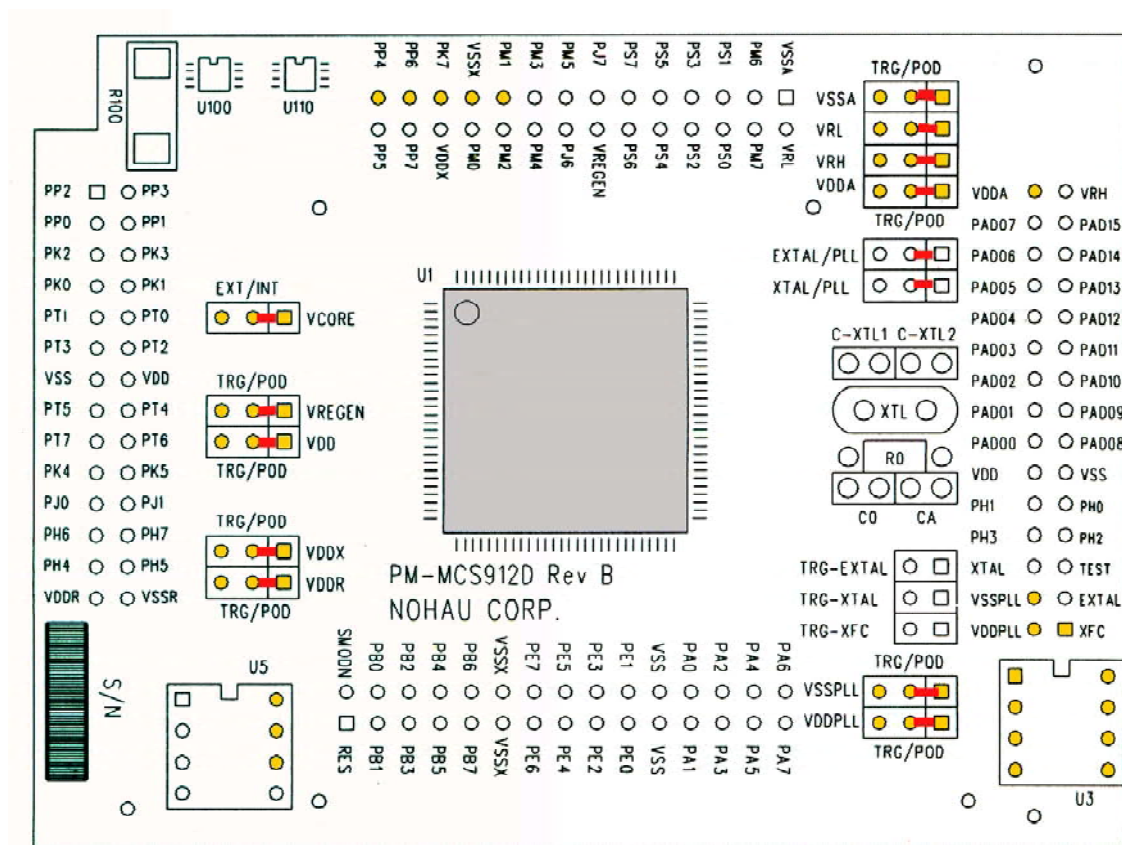 PP4 PP6 PK7 VSSX PM1 PM3 PM5 PJ7 PS7 PS5 PS3 PS1 PM6 VSSA
PP5 PP7 VDDX PM0 PM2 PM4 PJ6 VREGEN PS6 PS4 PS2 PS0 PM7 VRL
R100
U100
U110
PP2 PP3
PP0 PP1
PK2 PK3
PK0 PK1
PT1 PT0
PT3 PT2
VSS VDD
PT5 PT4
PT7 PT6
PK4 PK5
PJ0 PJ1
PH6 PH7
PH4 PH5
VDDR VSSR
EXT/INT
VCORE
TRG/POD
VREGEN
VDD
TRG/POD
TRG/POD
VDDX
VDDR
TRG/POD
U1
PM-MCS912D Rev B
NOHAU CORP.
TRG/POD
VSSA
VRL
VRH
VDDA
TRG/POD
EXTAL/PLL
XTAL/PLL
C-XTL1 C-XTL2
XTL
RO
CO CA
TRG-EXTAL
TRG-XTAL
TRG-XFC
TRG/POD
VSSPLL
VDDPLL
TRG/POD
VDDA VRH
PAD07 PAD15
PAD06 PAD14
PAD05 PAD13
PAD04 PAD12
PAD03 PAD11
PAD02 PAD10
PAD01 PAD09
PAD00 PAD08
VDD VSS
PH1 PH0
PH3 PH2
XTAL TEST
VSSPLL EXTAL
VDDPLL XFC
S/N
U5
SMODN PB0 PB2 PB4 PB6 VSSX PE7 PE5 PE3 PE1 VSS PA0 PA2 PA4 PA6
RES PB1 PB3 PB5 PB7 VSSX PE6 PE4 PE2 PE0 VSS PA1 PA3 PA5 PA7
U3